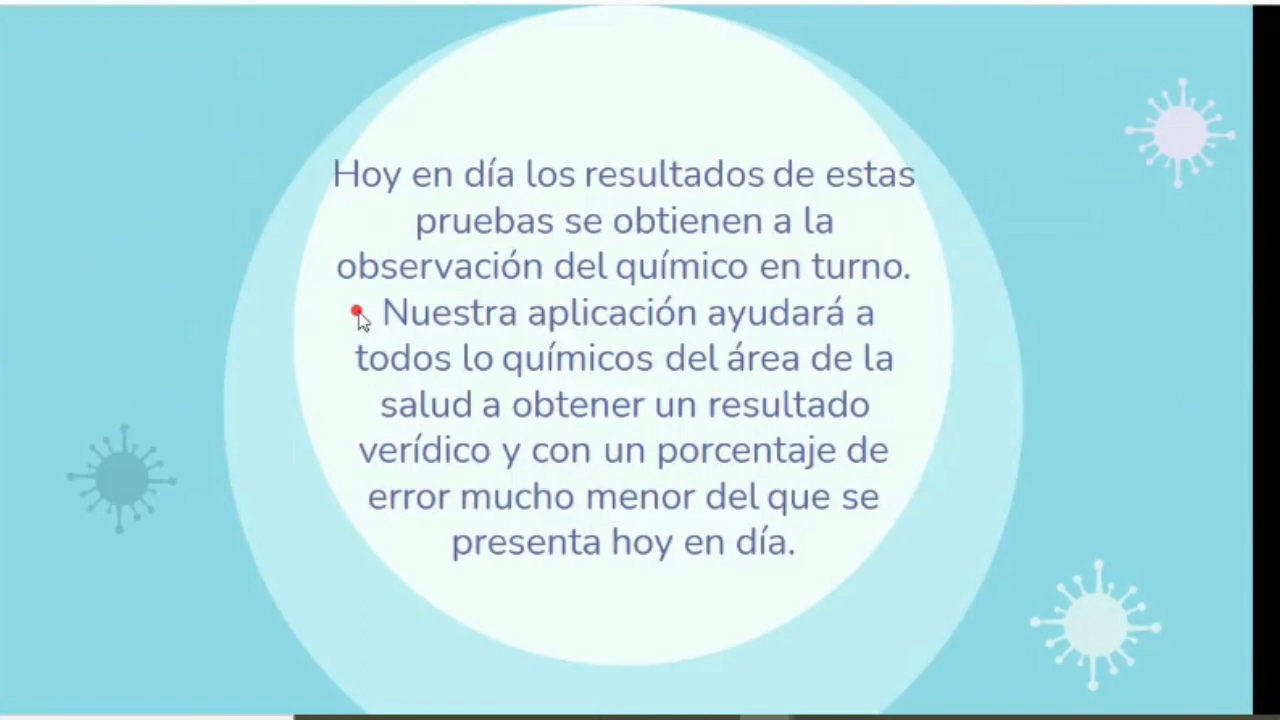 Hoy en día los resultados de estas
pruebas se obtienen a la
observación del químico en turno.
Nuestra aplicación ayudará a
todos lo químicos del área de la
salud a obtener un resultado
verídico y con un porcentaje de
error mucho menor del que se
presenta hoy en día.